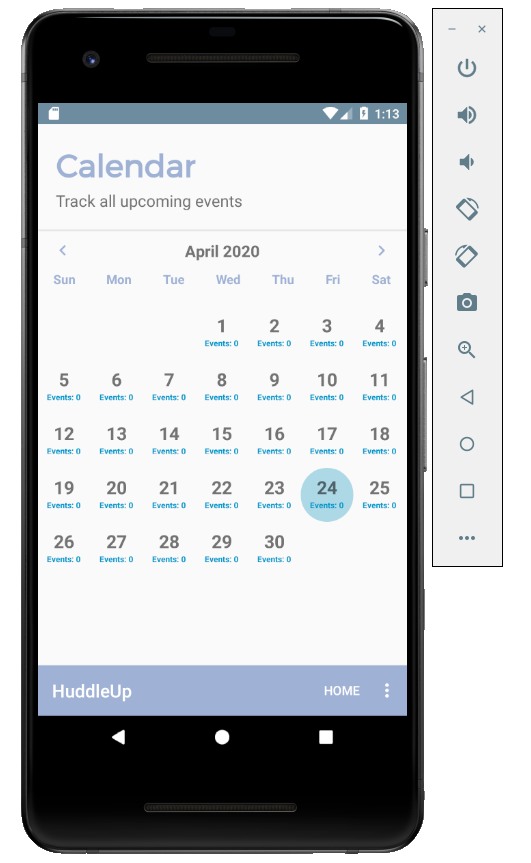 1:13
Calendar
Track all upcoming events
April 2020
Sun Mon Tue Wed Thu Fri Sat
1 2 3 4
Events: 0 Events: 0 Events: 0 Events: 0
5 6 7 8 9 10 11
Events: 0 Events: 0 Events: 0 Events: 0 Events: 0 Events: 0 Events: 0
12 13 14 15 16 17 18
Events: 0 Events: 0 Events: 0 Events: 0 Events: 0 Events: 0 Events: 0
19 20 21 22 23 24 25
Events: 0 Events: 0 Events: 0 Events: 0 Events: 0 Events: 0 Events: 0
26 27 28 29 30
Events: 0 Events: 0 Events: 0 Events: 0 Events: 0
HuddleUp HOME